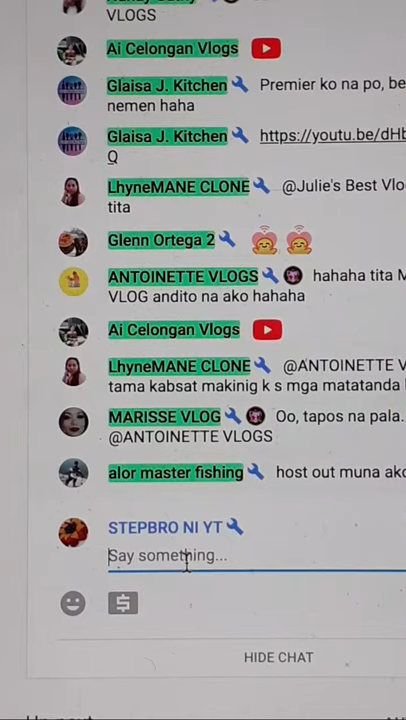 VLOGS
Ai Celongan Vlogs
Glaisa J. Kitchen Premier ko na po, be
nemen haha
Glaisa J. Kitchen https://youtu.be/dHb
Q
LhyneMANE CLONE @Julie's Best Vlo
tita
Glenn Ortega 2
ANTOINETTE VLOGS hahaha tita M
VLOG andito na ako hahaha
Ai Celongan Vlogs
LhyneMANE CLONE @ANTOINETTE V
tama kabsat makinig k s mga matatanda
MARISSE VLOG Oo, tapos na pala.
@ANTOINETTE VLOGS
alor master fishing host out muna ako
STEPBRO NI YT
Say something...
HIDE CHAT